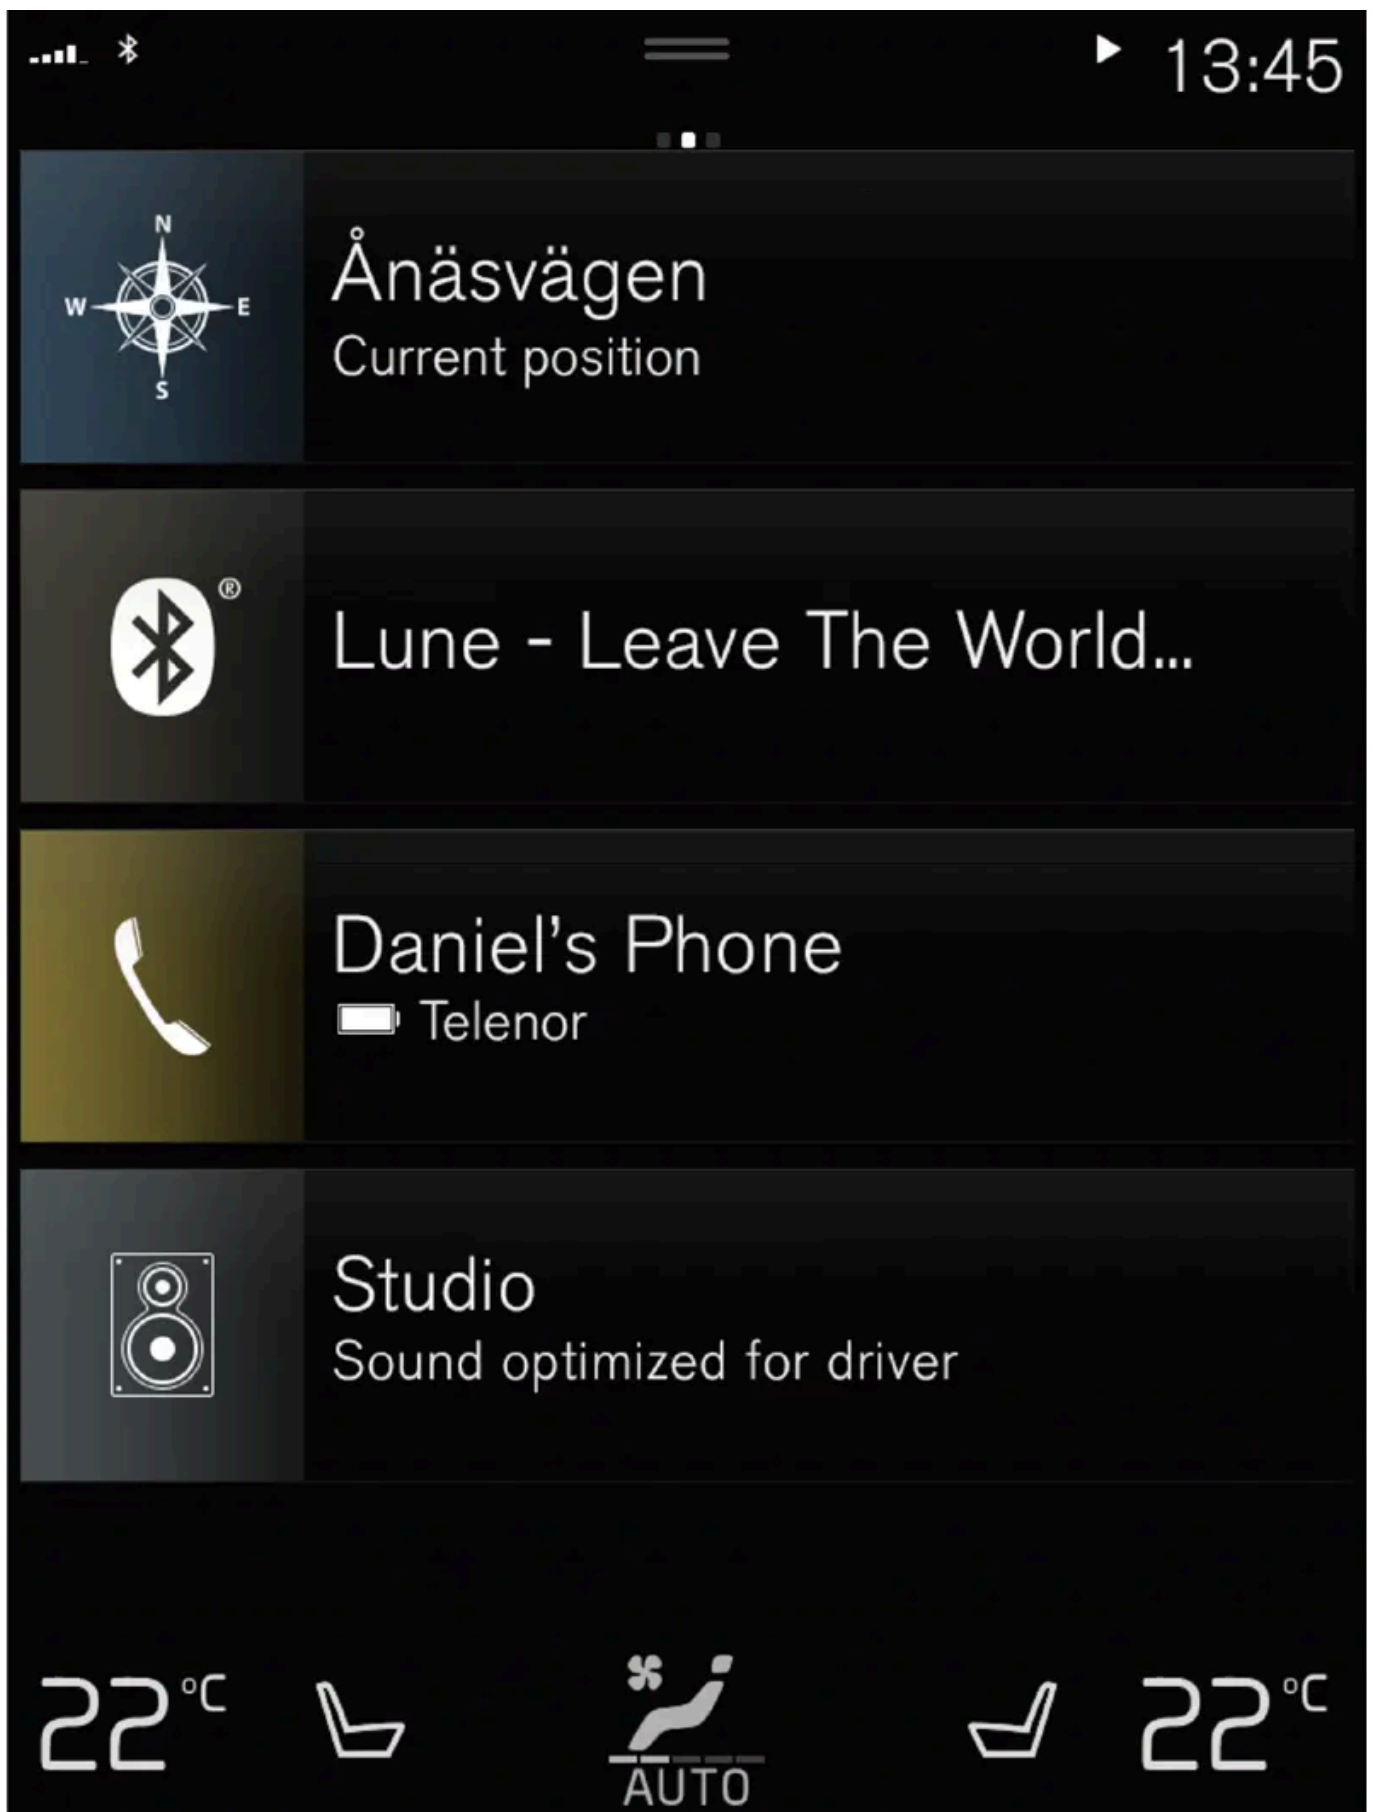 13:45
N
W E
S
Ånäsvägen
Current position
®
Lune - Leave The World...
Daniel’s Phone
Telenor
Studio
Sound optimized for driver
22°C 22°C
AUTO